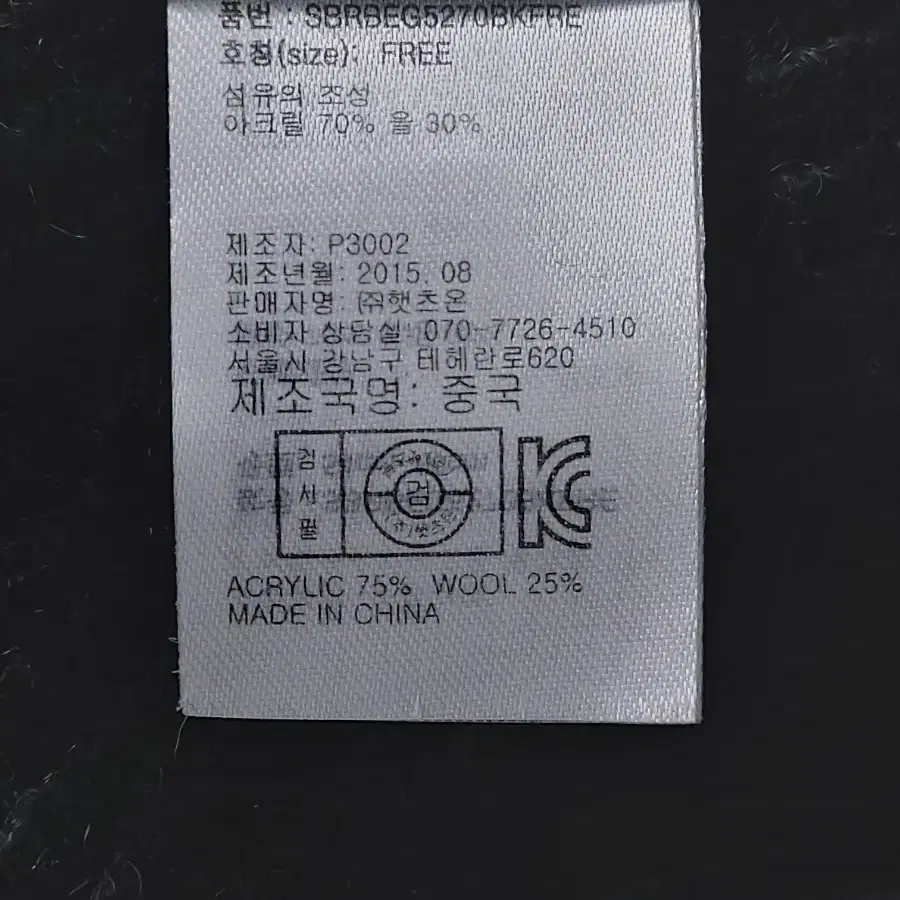 품번 : SBRBEG5270BKFRE
호칭(size): FREE
섬유의 조성
아크릴 70% 울 30%
제조자: P3002
제조년월: 2015. 08
판매자명: ㈜햇츠온
소비자 상담실: 070-7726-4510
서울시 강남구 테헤란로620
제조국명: 중국
검
사
필
검
KC
ACRYLIC 75% WOOL 25%
MADE IN CHINA